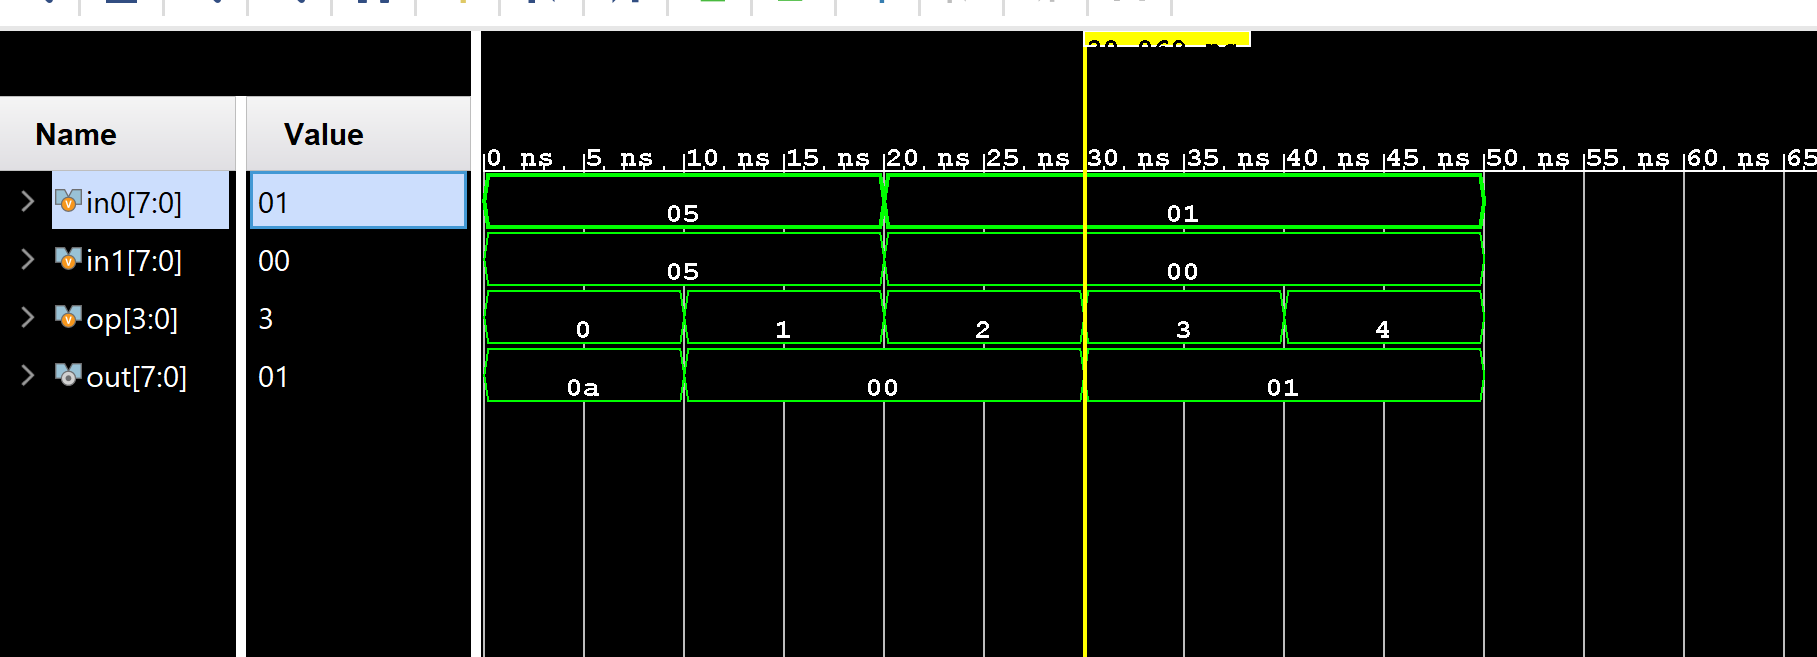 Name Value
0 ns 5 ns 10 ns 15 ns 20 ns 25 ns 30 ns 35 ns 40 ns 45 ns 50 ns 55 ns 60 ns 65
in0[7:0] 01 05 01
in1[7:0] 00 05 00
op[3:0] 3 0 1 2 3 4
out[7:0] 01 0a 00 01